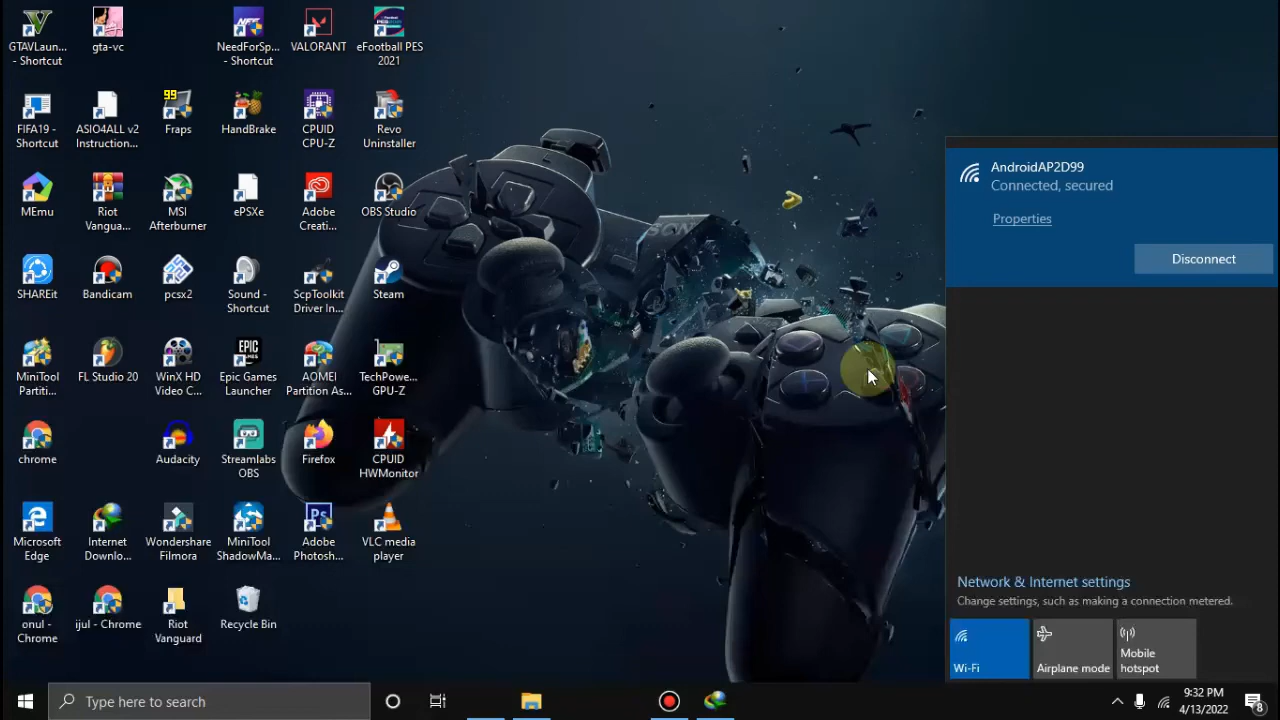 GTAVLaun...
- Shortcut
gta-vc
NeedForSp...
- Shortcut
VALORANT
eFootball PES
2021
FIFA19 -
Shortcut
ASIO4ALL v2
Instruction...
99
Fraps
HandBrake
CPUID
CPU-Z
Revo
Uninstaller
MEmu
Riot
Vangua...
MSI
Afterburner
ePSXe
Adobe
Creati...
OBS Studio
SHAREit
Bandicam
pcsx2
Sound -
Shortcut
ScpToolkit
Driver In...
Steam
MiniTool
Partiti...
FL Studio 20
WinX HD
Video C...
EPIC
GAMES
Epic Games
Launcher
AOMEI
Partition As...
TechPowe...
GPU-Z
chrome
Audacity
Streamlabs
OBS
Firefox
CPUID
HWMonitor
Microsoft
Edge
Internet
Downlo...
Wondershare
Filmora
MiniTool
ShadowMa...
Ps
Adobe
Photosh...
VLC media
player
onul -
Chrome
ijul - Chrome
Riot
Vanguard
Recycle Bin
SONY
AndroidAP2D99
Connected, secured
Properties
Disconnect
Network & Internet settings
Change settings, such as making a connection metered.
Wi-Fi
Airplane mode
Mobile
hotspot
Type here to search
9:32 PM
4/13/2022
8